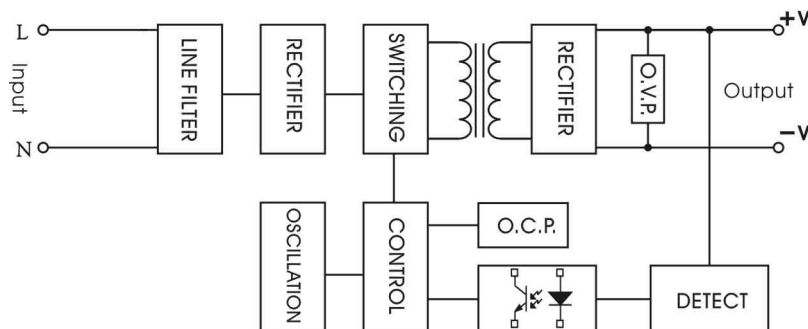 L
Input
N
LINE FILTER
RECTIFIER
SWITCHING
RECTIFIER
O.V.P.
+V
Output
−V
OSCILLATION
CONTROL
O.C.P.
DETECT